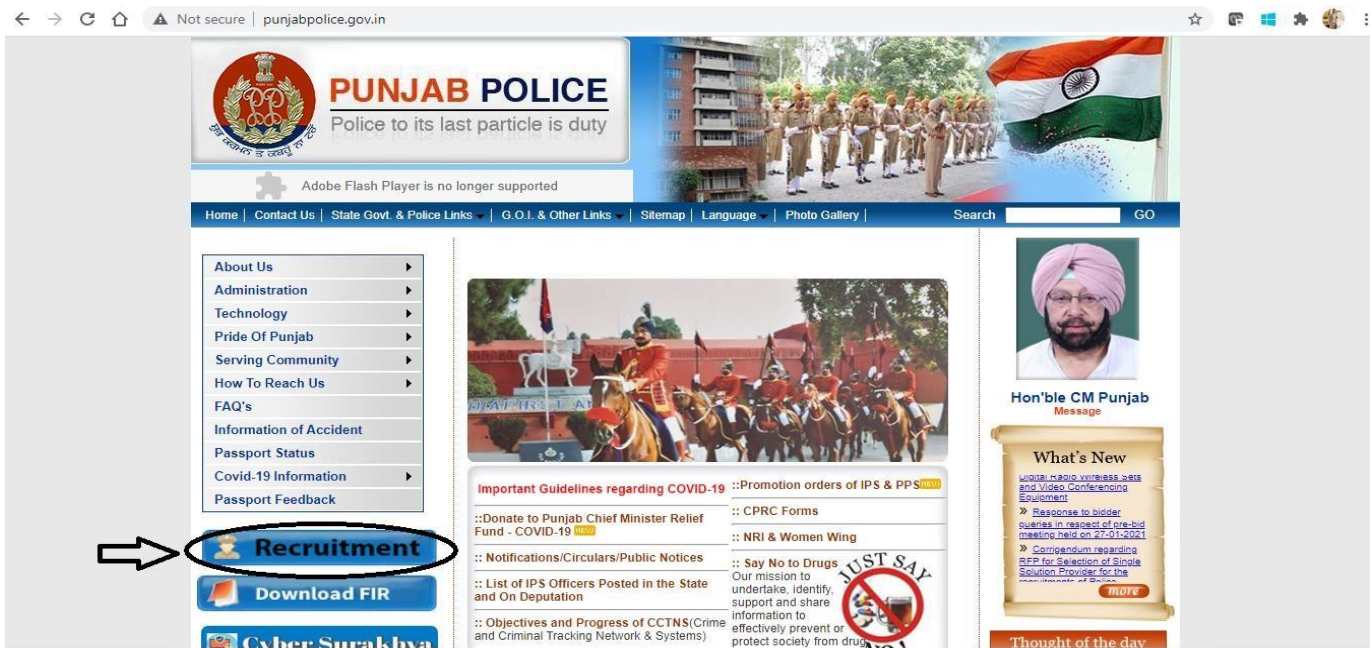 Not secure | punjabpolice.gov.in
PUNJAB POLICE
Police to its last particle is duty
Adobe Flash Player is no longer supported
Home | Contact Us | State Govt. & Police Links | G.O.I. & Other Links | Sitemap | Language | Photo Gallery |
Search GO
About Us
Administration
Technology
Pride Of Punjab
Serving Community
How To Reach Us
FAQ's
Information of Accident
Passport Status
Covid-19 Information
Passport Feedback
Recruitment
Download FIR
Cyber Surakhya
Important Guidelines regarding COVID-19
::Donate to Punjab Chief Minister Relief
Fund - COVID-19 NEW
:: Notifications/Circulars/Public Notices
:: List of IPS Officers Posted in the State
and On Deputation
:: Objectives and Progress of CCTNS(Crime
and Criminal Tracking Network & Systems)
::Promotion orders of IPS & PPS NEW
:: CPRC Forms
:: NRI & Women Wing
:: Say No to Drugs
Our mission to
undertake, identify,
support and share
information to
effectively prevent or
protect society from drug
JUST SAY
NO!
Hon'ble CM Punjab
Message
What's New
Digital Radio Wireless Sets
and Video Conferencing
Equipment
» Response to bidder
queries in respect of pre-bid
meeting held on 27-01-2021
» Corrigendum regarding
RFP for Selection of Single
Solution Provider for the
recruitments of Police
more
Thought of the day